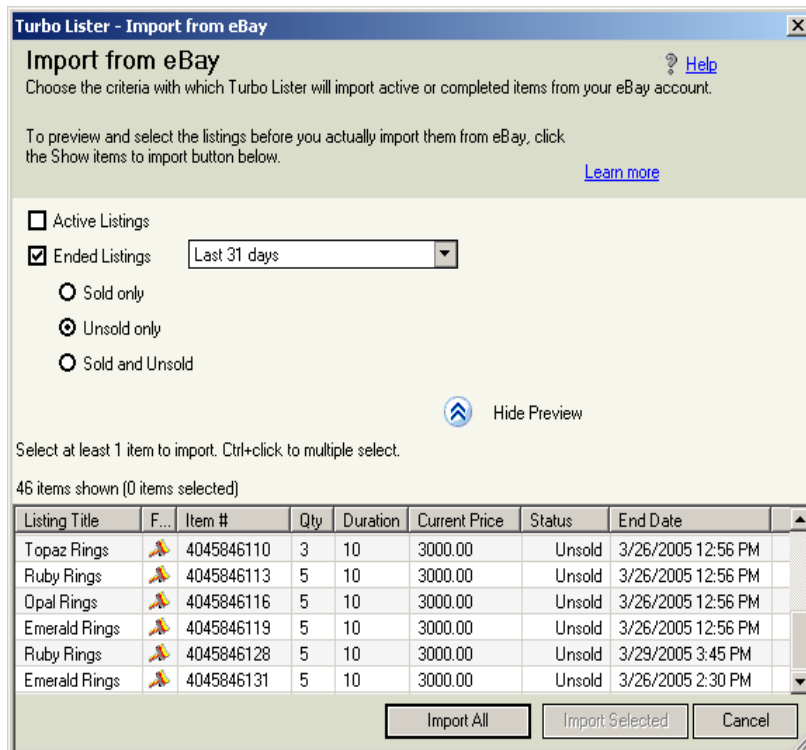 Turbo Lister - Import from eBay
Import from eBay
Help
Choose the criteria with which Turbo Lister will import active or completed items from your eBay account.
To preview and select the listings before you actually import them from eBay, click
the Show items to import button below.
Learn more
Active Listings
Ended Listings Last 31 days
Sold only
Unsold only
Sold and Unsold
Hide Preview
Select at least 1 item to import. Ctrl+click to multiple select.
46 items shown (0 items selected)
Listing Title F... Item # Qty Duration Current Price Status End Date
Topaz Rings 4045846110 3 10 3000.00 Unsold 3/26/2005 12:56 PM
Ruby Rings 4045846113 5 10 3000.00 Unsold 3/26/2005 12:56 PM
Opal Rings 4045846116 5 10 3000.00 Unsold 3/26/2005 12:56 PM
Emerald Rings 4045846119 5 10 3000.00 Unsold 3/26/2005 12:56 PM
Ruby Rings 4045846128 5 10 3000.00 Unsold 3/29/2005 3:45 PM
Emerald Rings 4045846131 5 10 3000.00 Unsold 3/26/2005 2:30 PM
Import All Import Selected Cancel